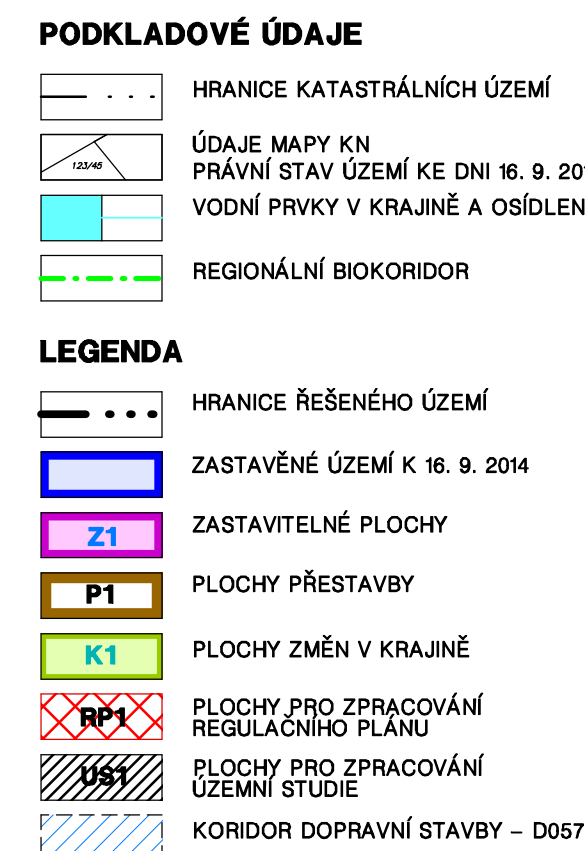 PODKLADOVÉ ÚDAJE
HRANICE KATASTRÁLNÍCH ÚZEMÍ
123/45
ÚDAJE MAPY KN
PRÁVNÍ STAV ÚZEMÍ KE DNI 16. 9.
VODNÍ PRVKY V KRAJINĚ A
REGIONÁLNÍ BIOKORIDOR
LEGENDA
HRANICE ŘEŠENÉHO ÚZEMÍ
ZASTAVĚNÉ ÚZEMÍ K 16. 9. 2014
Z1 ZASTAVITELNÉ PLOCHY
P1 PLOCHY PŘESTAVBY
K1 PLOCHY ZMĚN V KRAJINĚ
RP1 PLOCHY PRO ZPRACOVÁNÍ
REGULAČNÍHO PLÁNU
US1 PLOCHY PRO ZPRACOVÁNÍ
ÚZEMNÍ STUDIE
KORIDOR DOPRAVNÍ STAVBY – D057